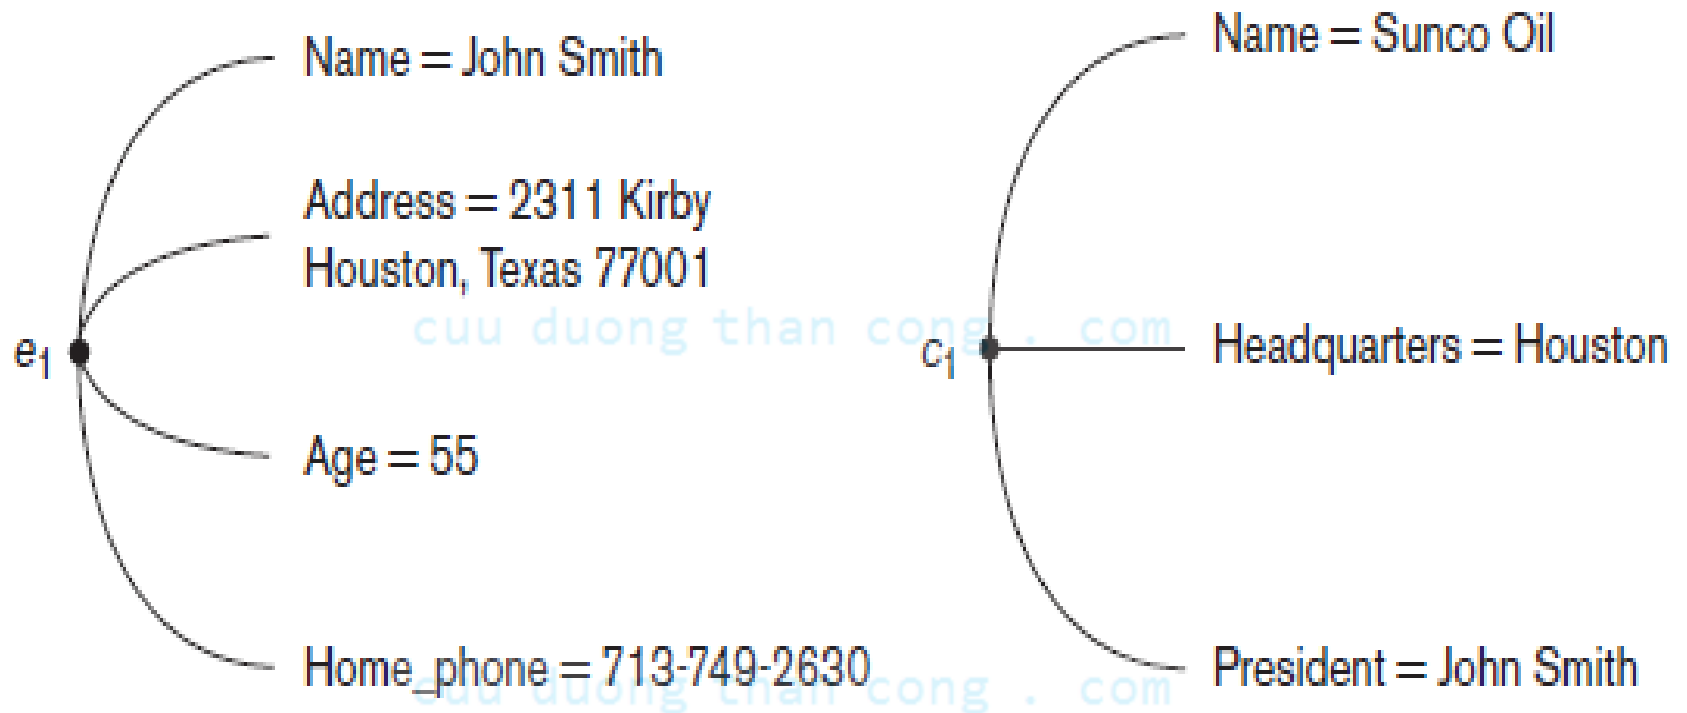 Name = John Smith
Address = 2311 Kirby
Houston, Texas 77001
e1
Age = 55
Home_phone = 713-749-2630
Name = Sunco Oil
c1
Headquarters = Houston
President = John Smith
cuu duong than cong . com
cuu duong than cong . com